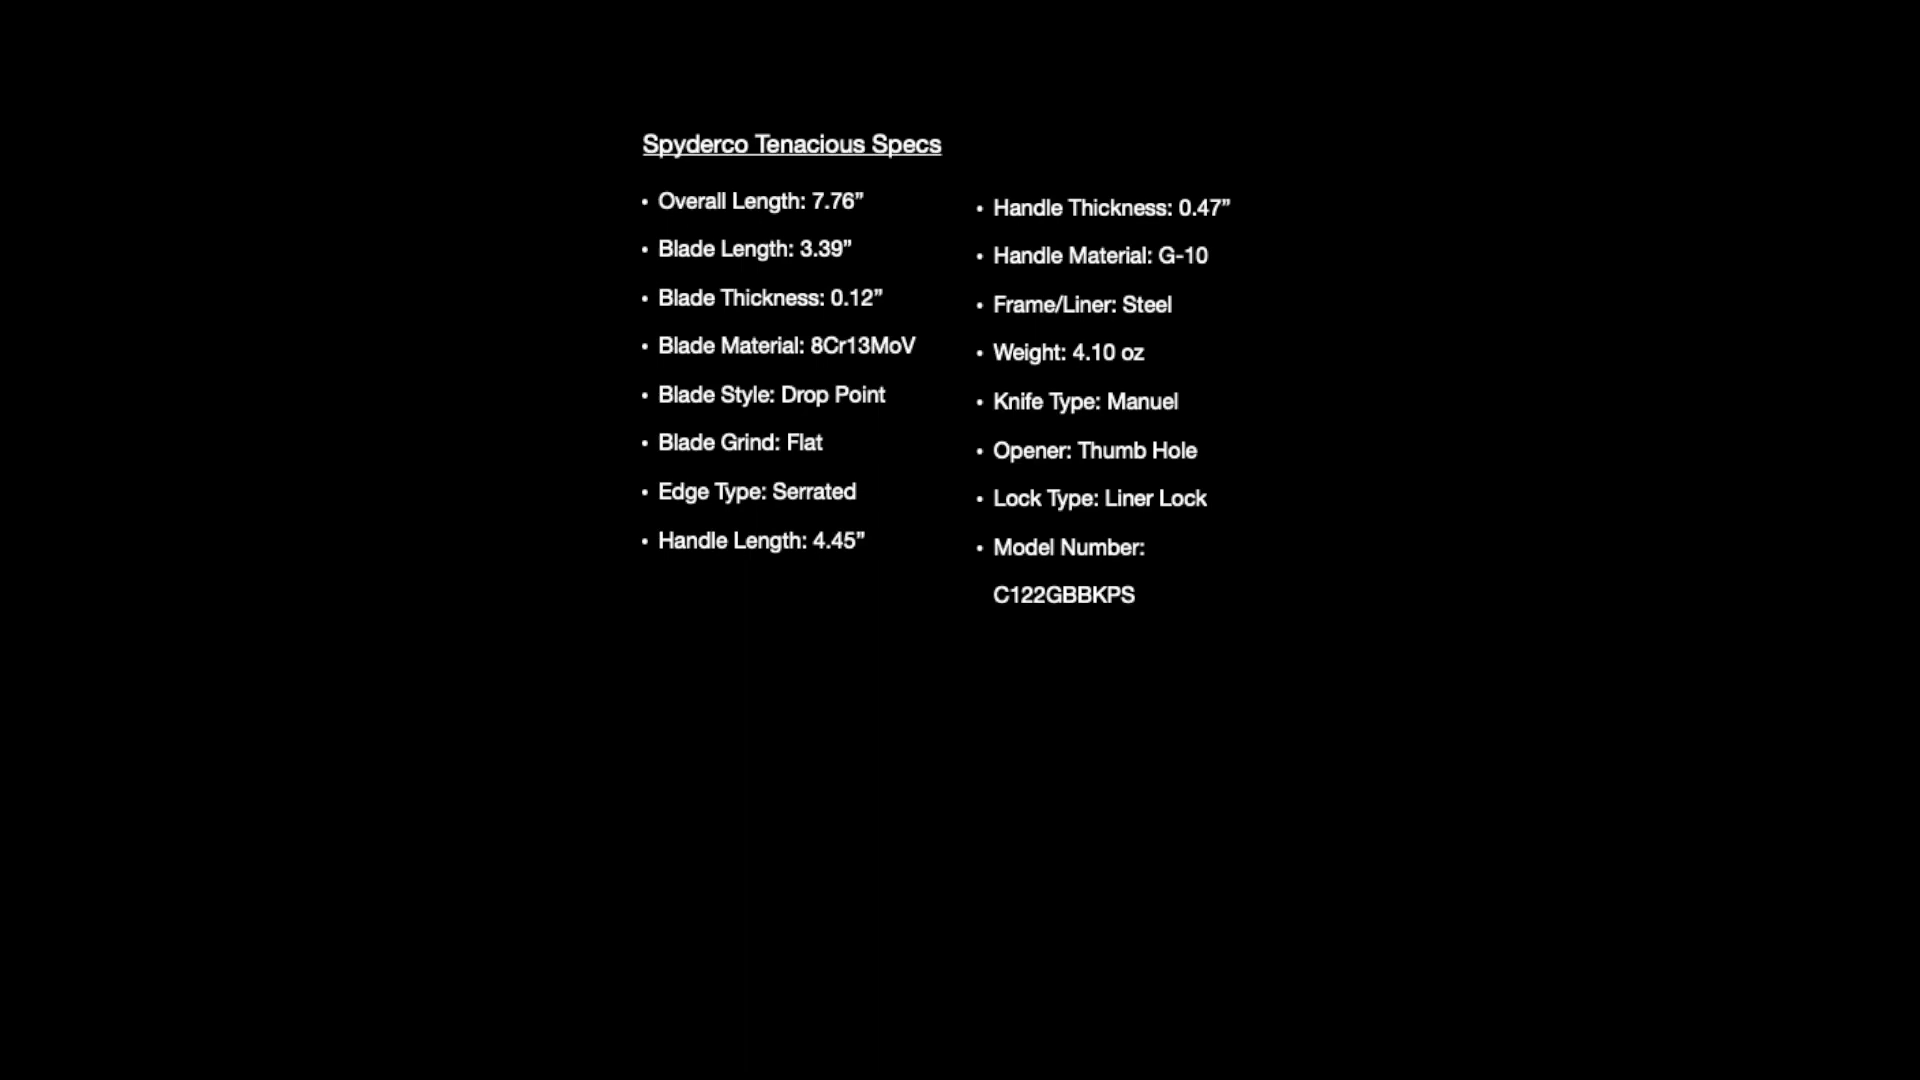 Spyderco Tenacious Specs
• Overall Length: 7.76”
• Blade Length: 3.39”
• Blade Thickness: 0.12”
• Blade Material: 8Cr13MoV
• Blade Style: Drop Point
• Blade Grind: Flat
• Edge Type: Serrated
• Handle Length: 4.45”
• Handle Thickness: 0.47”
• Handle Material: G-10
• Frame/Liner: Steel
• Weight: 4.10 oz
• Knife Type: Manuel
• Opener: Thumb Hole
• Lock Type: Liner Lock
• Model Number:
C122GBBKPS